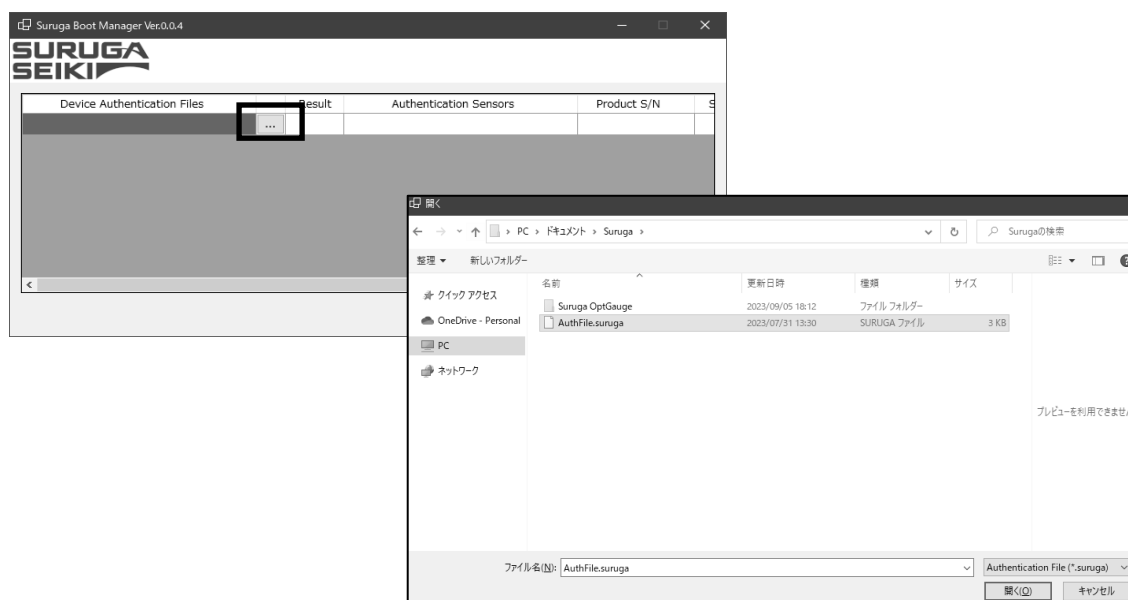 Suruga Boot Manager Ver.0.0.4
SURUGA
SEIKI
Device Authentication Files Result Authentication Sensors Product S/N S
...
開く
PC > ドキュメント > Suruga >
Surugaの検索
整理 新しいフォルダー
名前 更新日時 種類 サイズ
クイック アクセス
Suruga OptGauge 2023/09/05 18:12 ファイル フォルダー
OneDrive - Personal
AuthFile.suruga 2023/07/31 13:30 SURUGA ファイル 3 KB
PC
ネットワーク
プレビューを利用できませ
ファイル名(N): AuthFile.suruga Authentication File (*.suruga)
開く(O) キャンセル